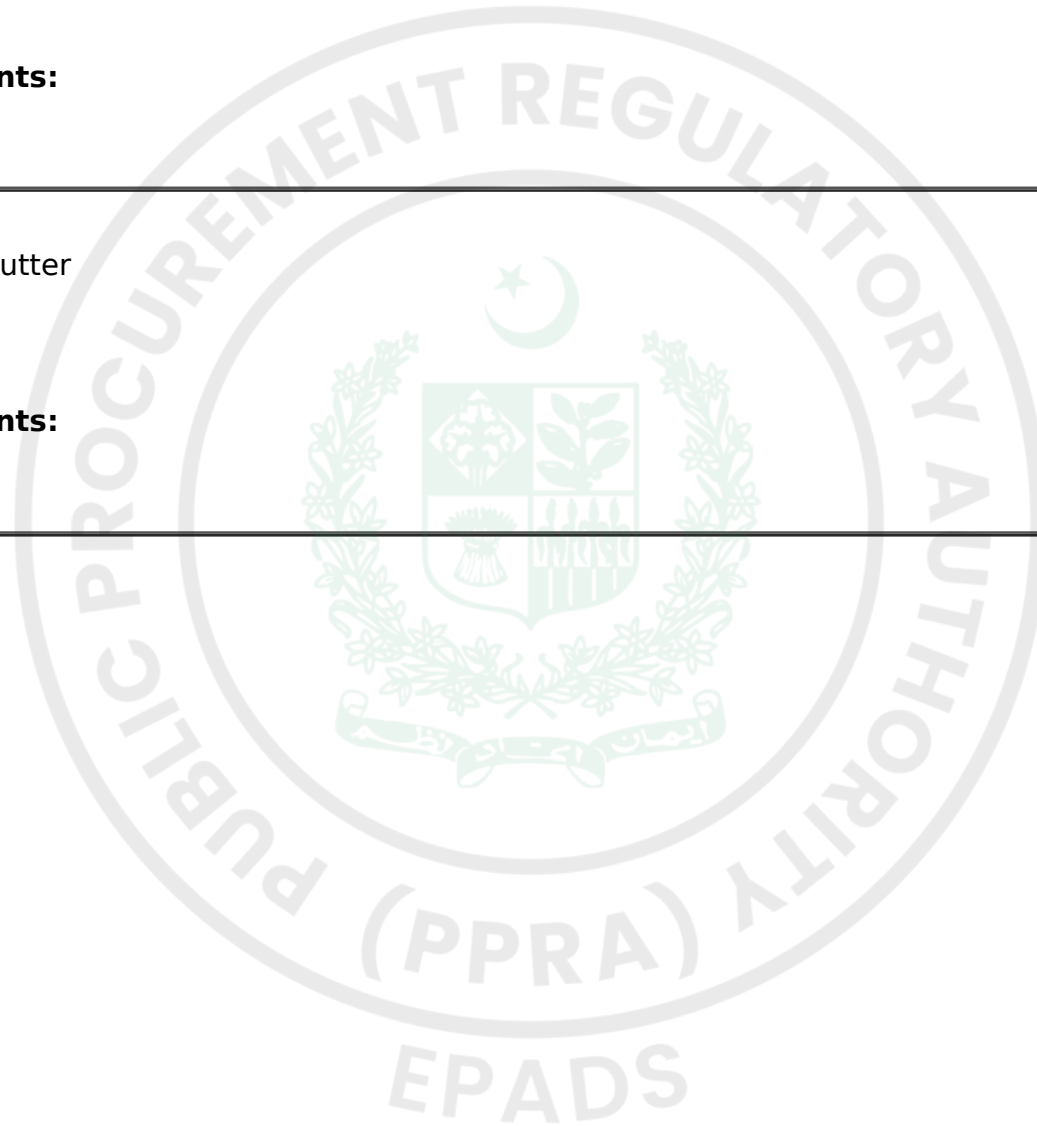 nts:
utter
nts:
PUBLIC PROCUREMENT REGULATORY AUTHORITY
(PPRA)
EPADS